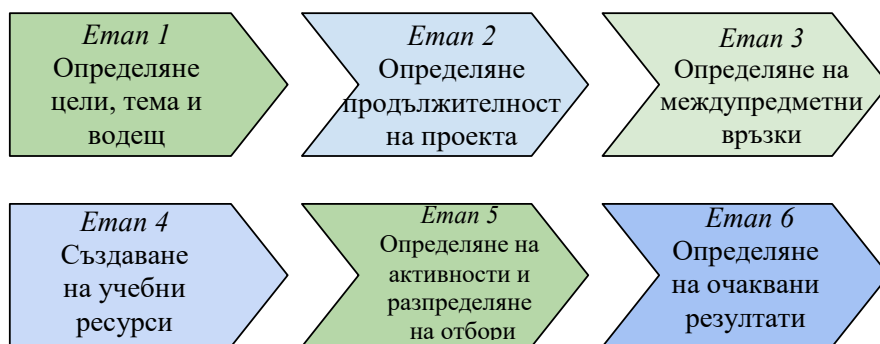 Етап 1
Определяне
цели, тема и
водещ
Етап 2
Определяне
продължителност
на проекта
Етап 3
Определяне на
междупредметни
връзки
Етап 4
Създаване
на учебни
ресурси
Етап 5
Определяне на
активности и
разпределяне
на отбори
Етап 6
Определяне
на очаквани
резултати